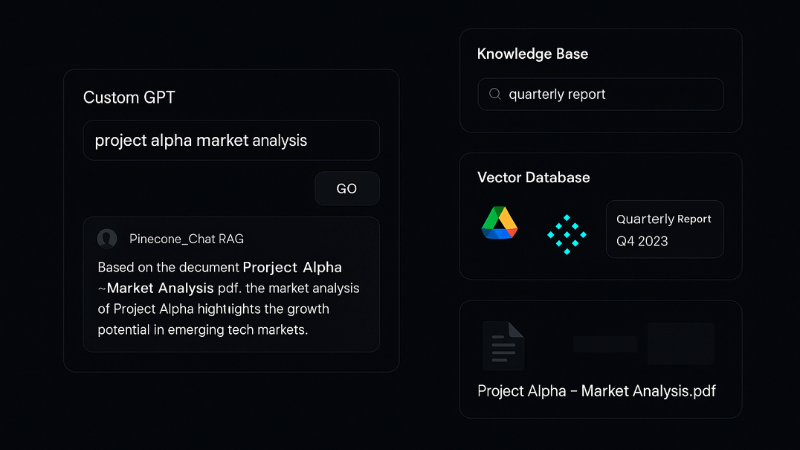 Custom GPT
project alpha market analysis
GO
Pinecone_Chat RAG
Based on the decument Prorject Alpha
~Market Analysis pdf. the market analysis
of Project Alpha highlights the growth
potential in emerging tech markets.
Knowledge Base
quarterly report
Vector Database
Quarterly Report
Q4 2023
Project Alpha – Market Analysis.pdf